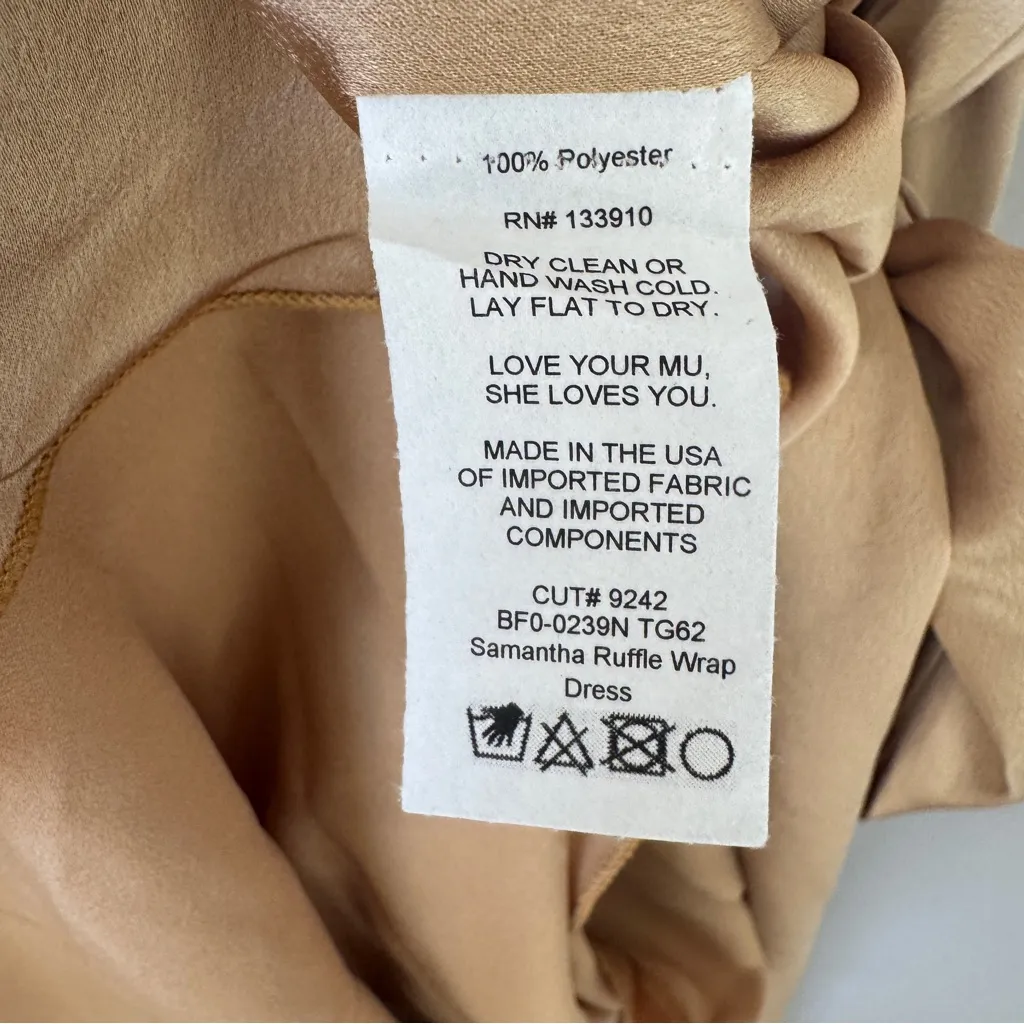 100% Polyester
RN# 133910
DRY CLEAN OR
HAND WASH COLD.
LAY FLAT TO DRY.
LOVE YOUR MU,
SHE LOVES YOU.
MADE IN THE USA
OF IMPORTED FABRIC
AND IMPORTED
COMPONENTS
CUT# 9242
BF0-0239N TG62
Samantha Ruffle Wrap
Dress